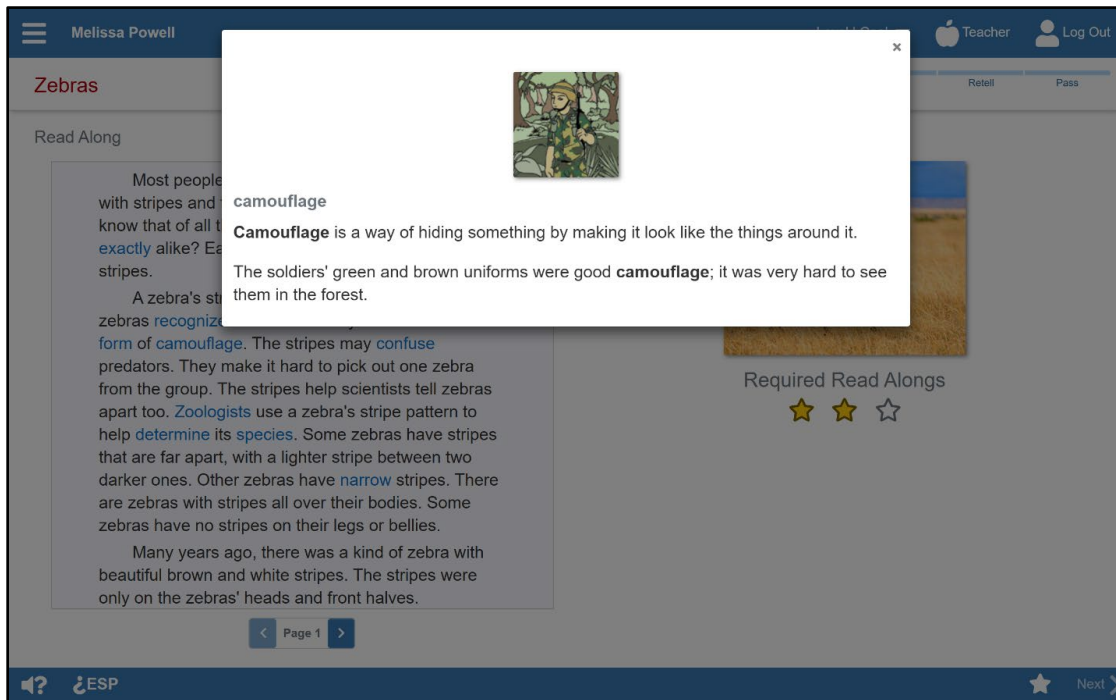 Melissa Powell
Teacher
Log Out
Zebras
Retell
Pass
Read Along
camouflage
Camouflage is a way of hiding something by making it look like the things around it.
The soldiers' green and brown uniforms were good camouflage; it was very hard to see
them in the forest.
Most people
with stripes and
know that of all
exactly alike?
stripes.
A zebra's
zebras recognize
form of camouflage. The stripes may confuse
predators. They make it hard to pick out one zebra
from the group. The stripes help scientists tell zebras
apart too. Zoologists use a zebra's stripe pattern to
help determine its species. Some zebras have stripes
that are far apart, with a lighter stripe between two
darker ones. Other zebras have narrow stripes. There
are zebras with stripes all over their bodies. Some
zebras have no stripes on their legs or bellies.
Many years ago, there was a kind of zebra with
beautiful brown and white stripes. The stripes were
only on the zebras' heads and front halves.
Page 1
Required Read Alongs
¿ESP
Next